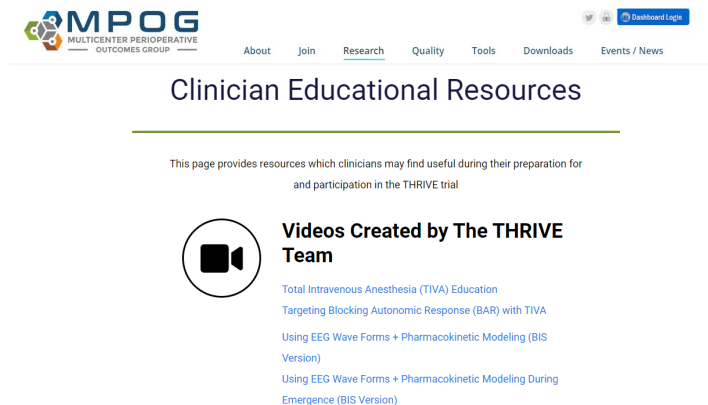 MPOG
MULTICENTER PERIOPERATIVE
OUTCOMES GROUP
Dashboard Login
About Join Research Quality Tools Downloads Events / News
Clinician Educational Resources
This page provides resources which clinicians may find useful during their preparation for
and participation in the THRIVE trial
Videos Created by The THRIVE
Team
Total Intravenous Anesthesia (TIVA) Education
Targeting Blocking Autonomic Response (BAR) with TIVA
Using EEG Wave Forms + Pharmacokinetic Modeling (BIS
Version)
Using EEG Wave Forms + Pharmacokinetic Modeling During
Emergence (BIS Version)